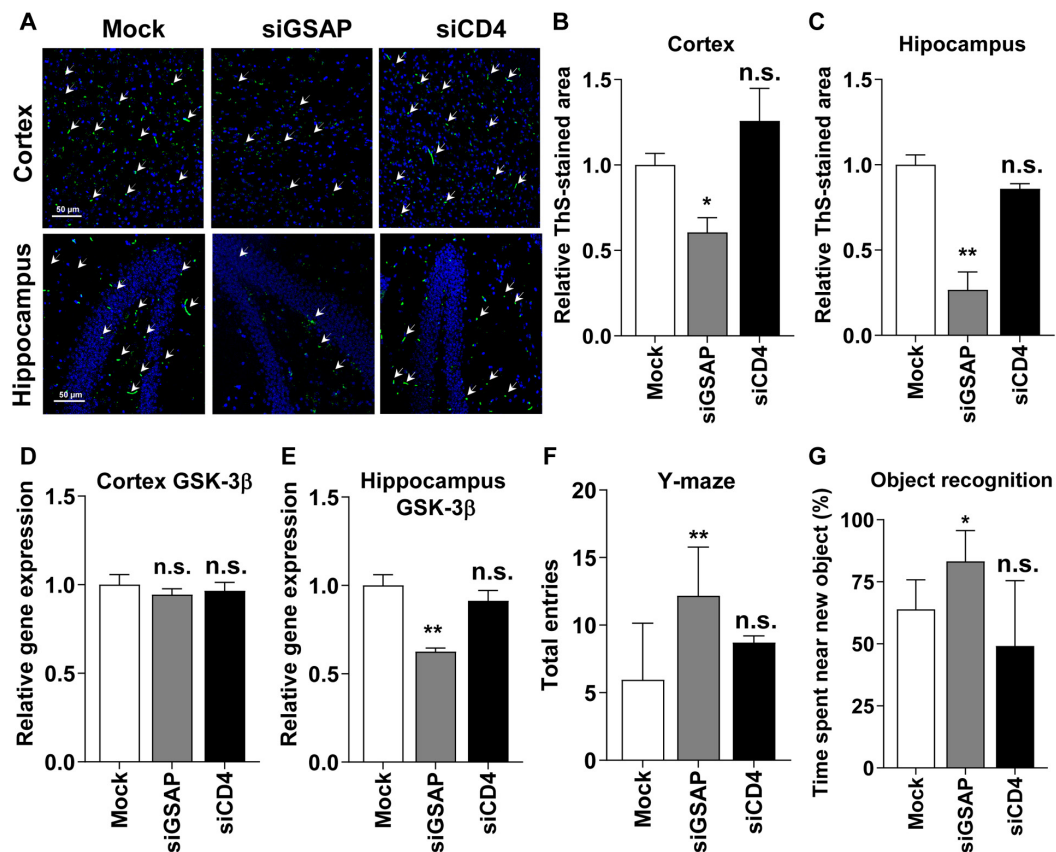 A
Mock
siGSAP
siCD4
Cortex
50 µm
Hippocampus
50 µm
B
Cortex
Relative ThS-stained area
1.5
1.0
0.5
0.0
n.s.
*
Mock
siGSAP
siCD4
C
Hipocampus
Relative ThS-stained area
1.5
1.0
0.5
0.0
n.s.
**
Mock
siGSAP
siCD4
D
Cortex GSK-3β
Relative gene expression
1.5
1.0
0.5
0.0
n.s.
n.s.
Mock
siGSAP
siCD4
E
Hippocampus
GSK-3β
Relative gene expression
1.5
1.0
0.5
0.0
**
n.s.
Mock
siGSAP
siCD4
F
Y-maze
Total entries
20
15
10
5
0
**
n.s.
Mock
siGSAP
siCD4
G
Object recognition
Time spent near new object (%)
100
75
50
25
0
*
n.s.
Mock
siGSAP
siCD4